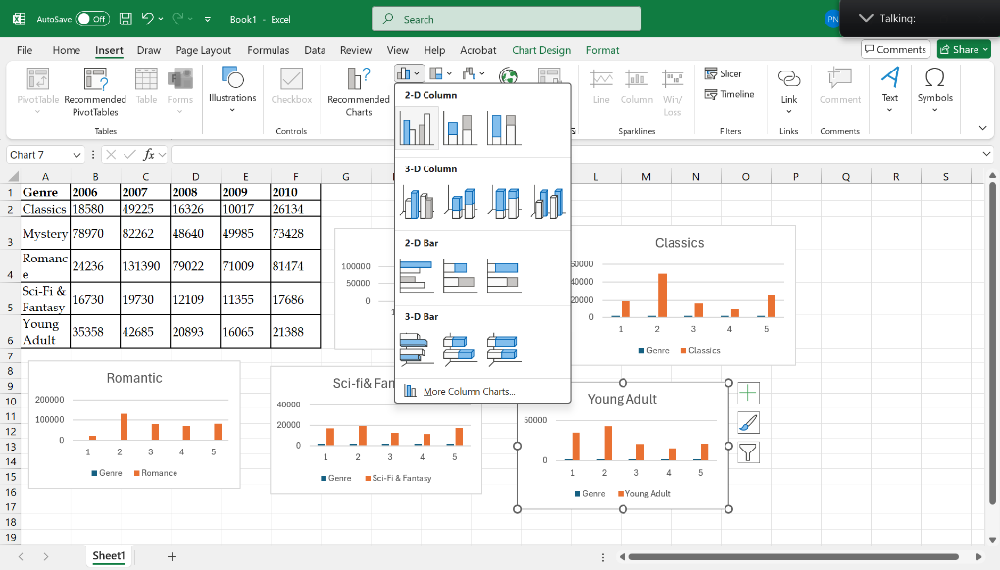 AutoSave Off Book1 - Excel Search PN Talking:
File Home Insert Draw Page Layout Formulas Data Review View Help Acrobat Chart Design Format Comments Share
PivotTable Recommended PivotTables Table Forms Illustrations Checkbox Recommended Charts Line Column Win/Loss Slicer Timeline Link Comment Text Symbols
Tables Controls Sparklines Filters Links Comments
Chart 7 fx
2-D Column
3-D Column
2-D Bar
3-D Bar
More Column Charts...
A B C D E F G L M N O P Q R S
1 Genre 2006 2007 2008 2009 2010
2 Classics 18580 49225 16326 10017 26134
3 Mystery 78970 82262 48640 49985 73428
4 Romance 24236 131390 79022 71009 81474
5 Sci-Fi & Fantasy 16730 19730 12109 11355 17686
6 Young Adult 35358 42685 20893 16065 21388
7
8
9
10
11
12
13
14
15
16
17
18
19
100000
50000
0
Classics
60000
40000
20000
0
1 2 3 4 5
Genre Classics
Romantic
200000
100000
0
1 2 3 4 5
Genre Romance
Sci-fi& Fan
40000
20000
0
1 2 3 4 5
Genre Sci-Fi & Fantasy
Young Adult
50000
0
1 2 3 4 5
Genre Young Adult
Sheet1